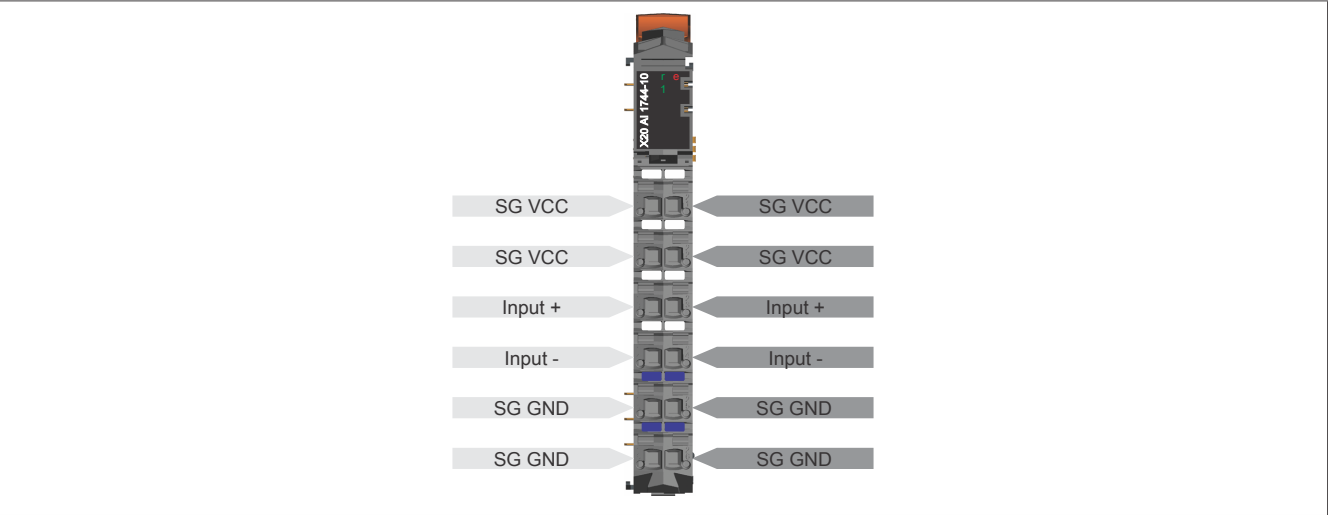 X20 AI 1744-10
r e
1
SG VCC SG VCC
SG VCC SG VCC
Input + Input +
Input - Input -
SG GND SG GND
SG GND SG GND